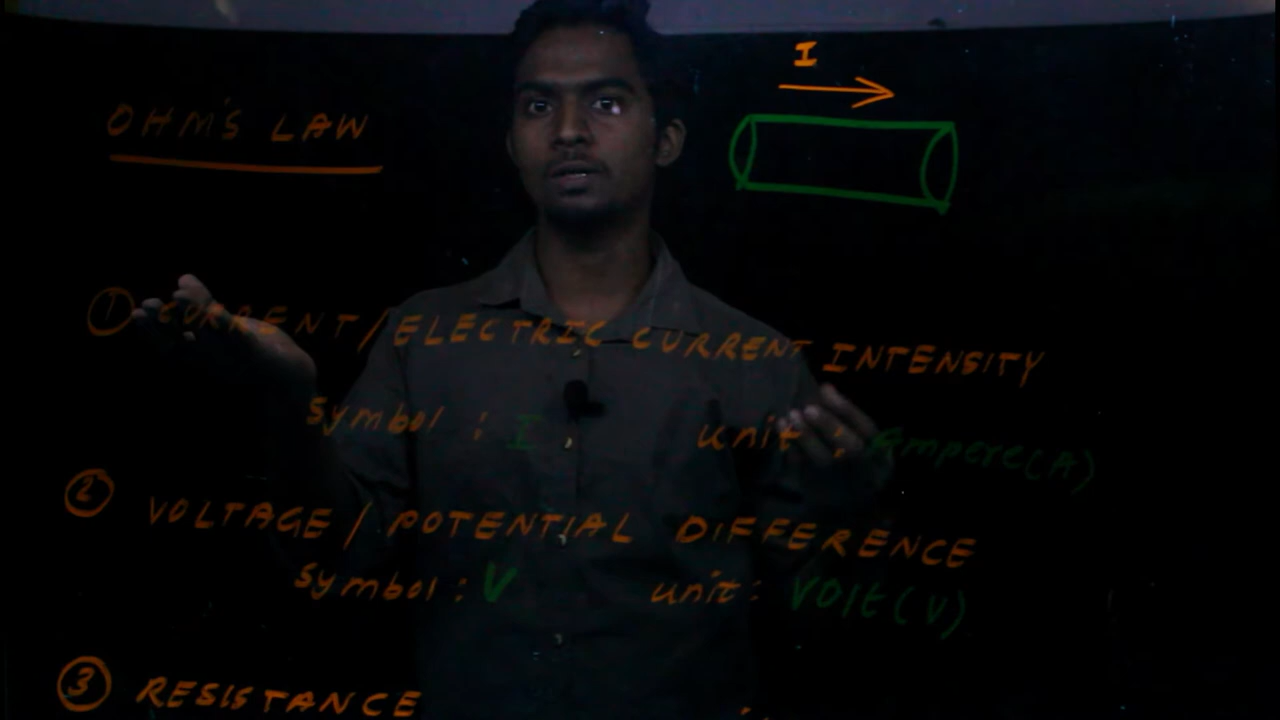 I
OHM'S LAW
① CURRENT/ELECTRIC CURRENT INTENSITY
symbol : I unit : Ampere(A)
② VOLTAGE / POTENTIAL DIFFERENCE
symbol : V unit : Volt(V)
③ RESISTANCE